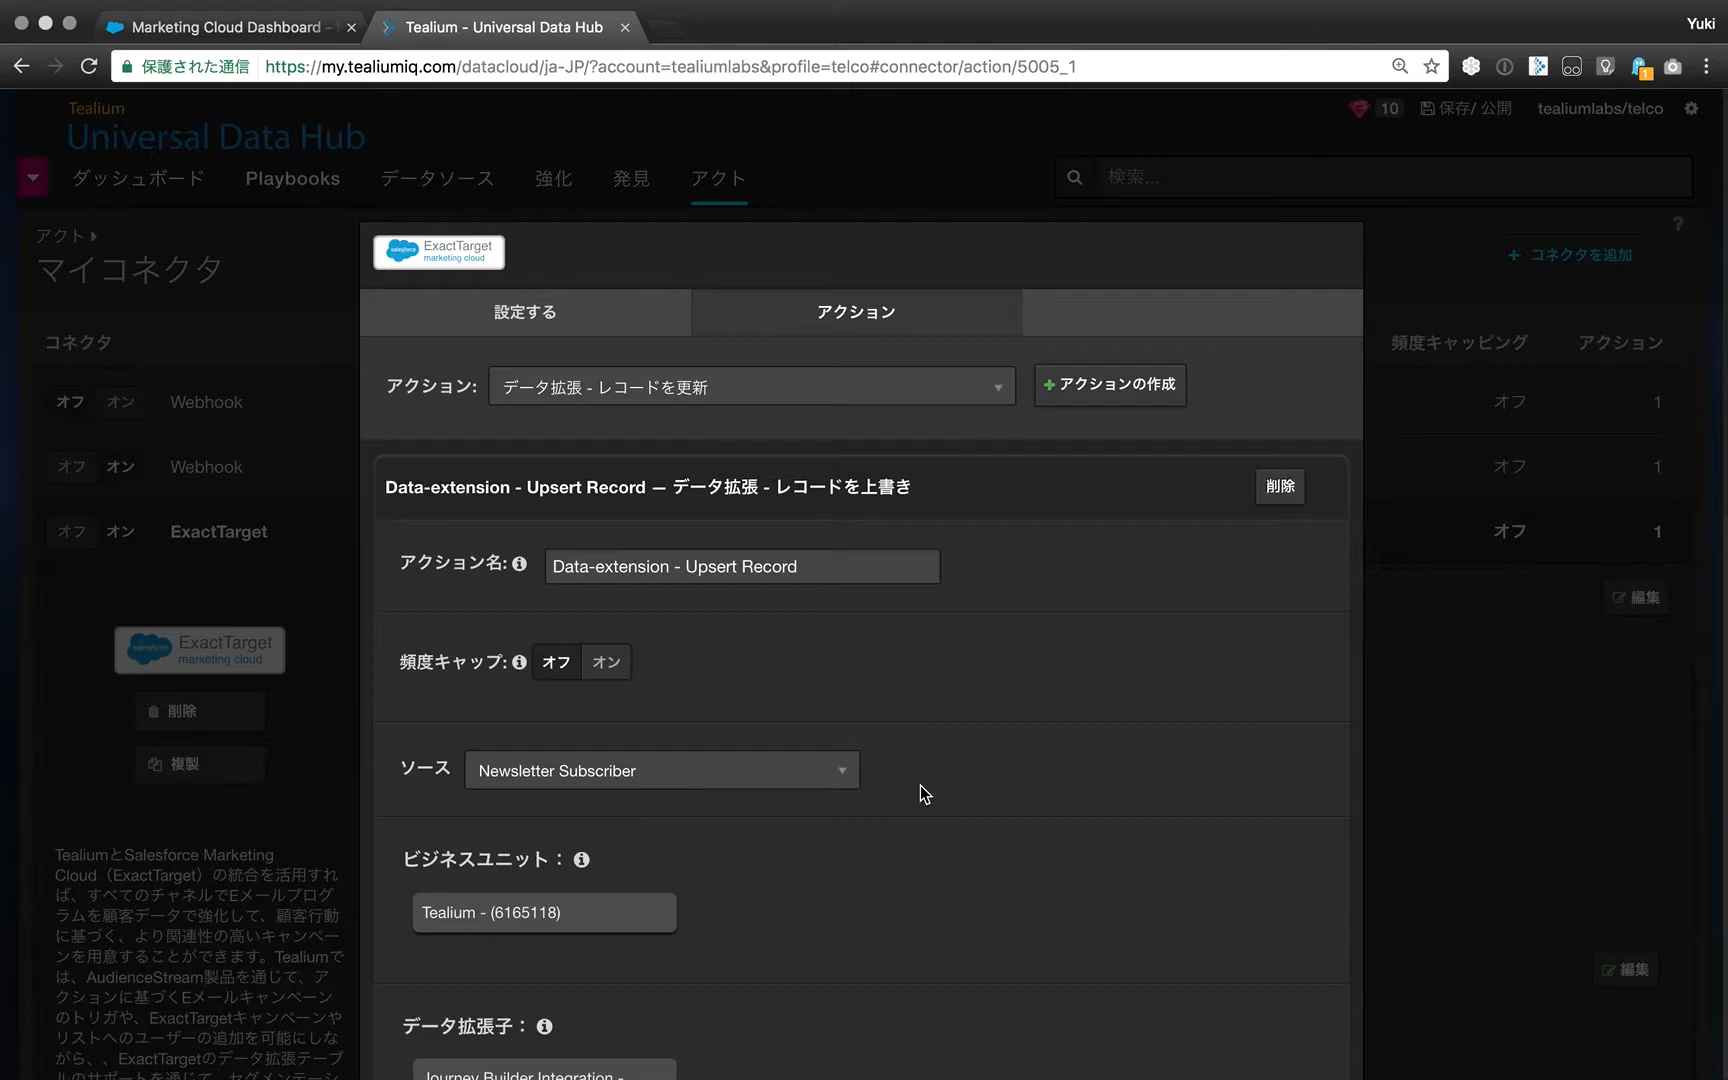 Marketing Cloud Dashboard -
Tealium - Universal Data Hub
Yuki
保護された通信 https://my.tealiumiq.com/datacloud/ja-JP/?account=tealiumlabs&profile=telco#connector/action/5005_1
1
Tealium
Universal Data Hub
10
保存/ 公開
tealiumlabs/telco
ダッシュボード
Playbooks
データソース
強化
発見
アクト
検索...
アクト
マイコネクタ
?
+ コネクタを追加
コネクタ
頻度キャッピング
アクション
オフ オン Webhook
オフ 1
オフ オン Webhook
オフ 1
オフ オン ExactTarget
オフ 1
編集
salesforce ExactTarget
marketing cloud
削除
複製
TealiumとSalesforce Marketing
Cloud（ExactTarget）の統合を活用すれ
ば、すべてのチャネルでEメールプログ
ラムを顧客データで強化して、顧客行動
に基づく、より関連性の高いキャンペー
ンを用意することができます。Tealiumで
は、AudienceStream製品を通じて、ア
クションに基づくEメールキャンペーン
のトリガや、ExactTargetキャンペーンや
リストへのユーザーの追加を可能にしな
がら、、ExactTargetのデータ拡張テーブ
ルのサポートを通じて、セグメンテーシ
編集
salesforce ExactTarget
marketing cloud
設定する
アクション
アクション:
データ拡張 - レコードを更新
+ アクションの作成
Data-extension - Upsert Record — データ拡張 - レコードを上書き
削除
アクション名:
Data-extension - Upsert Record
頻度キャップ:
オフ オン
ソース
Newsletter Subscriber
ビジネスユニット：
Tealium - (6165118)
データ拡張子：
Journey Builder Integration -